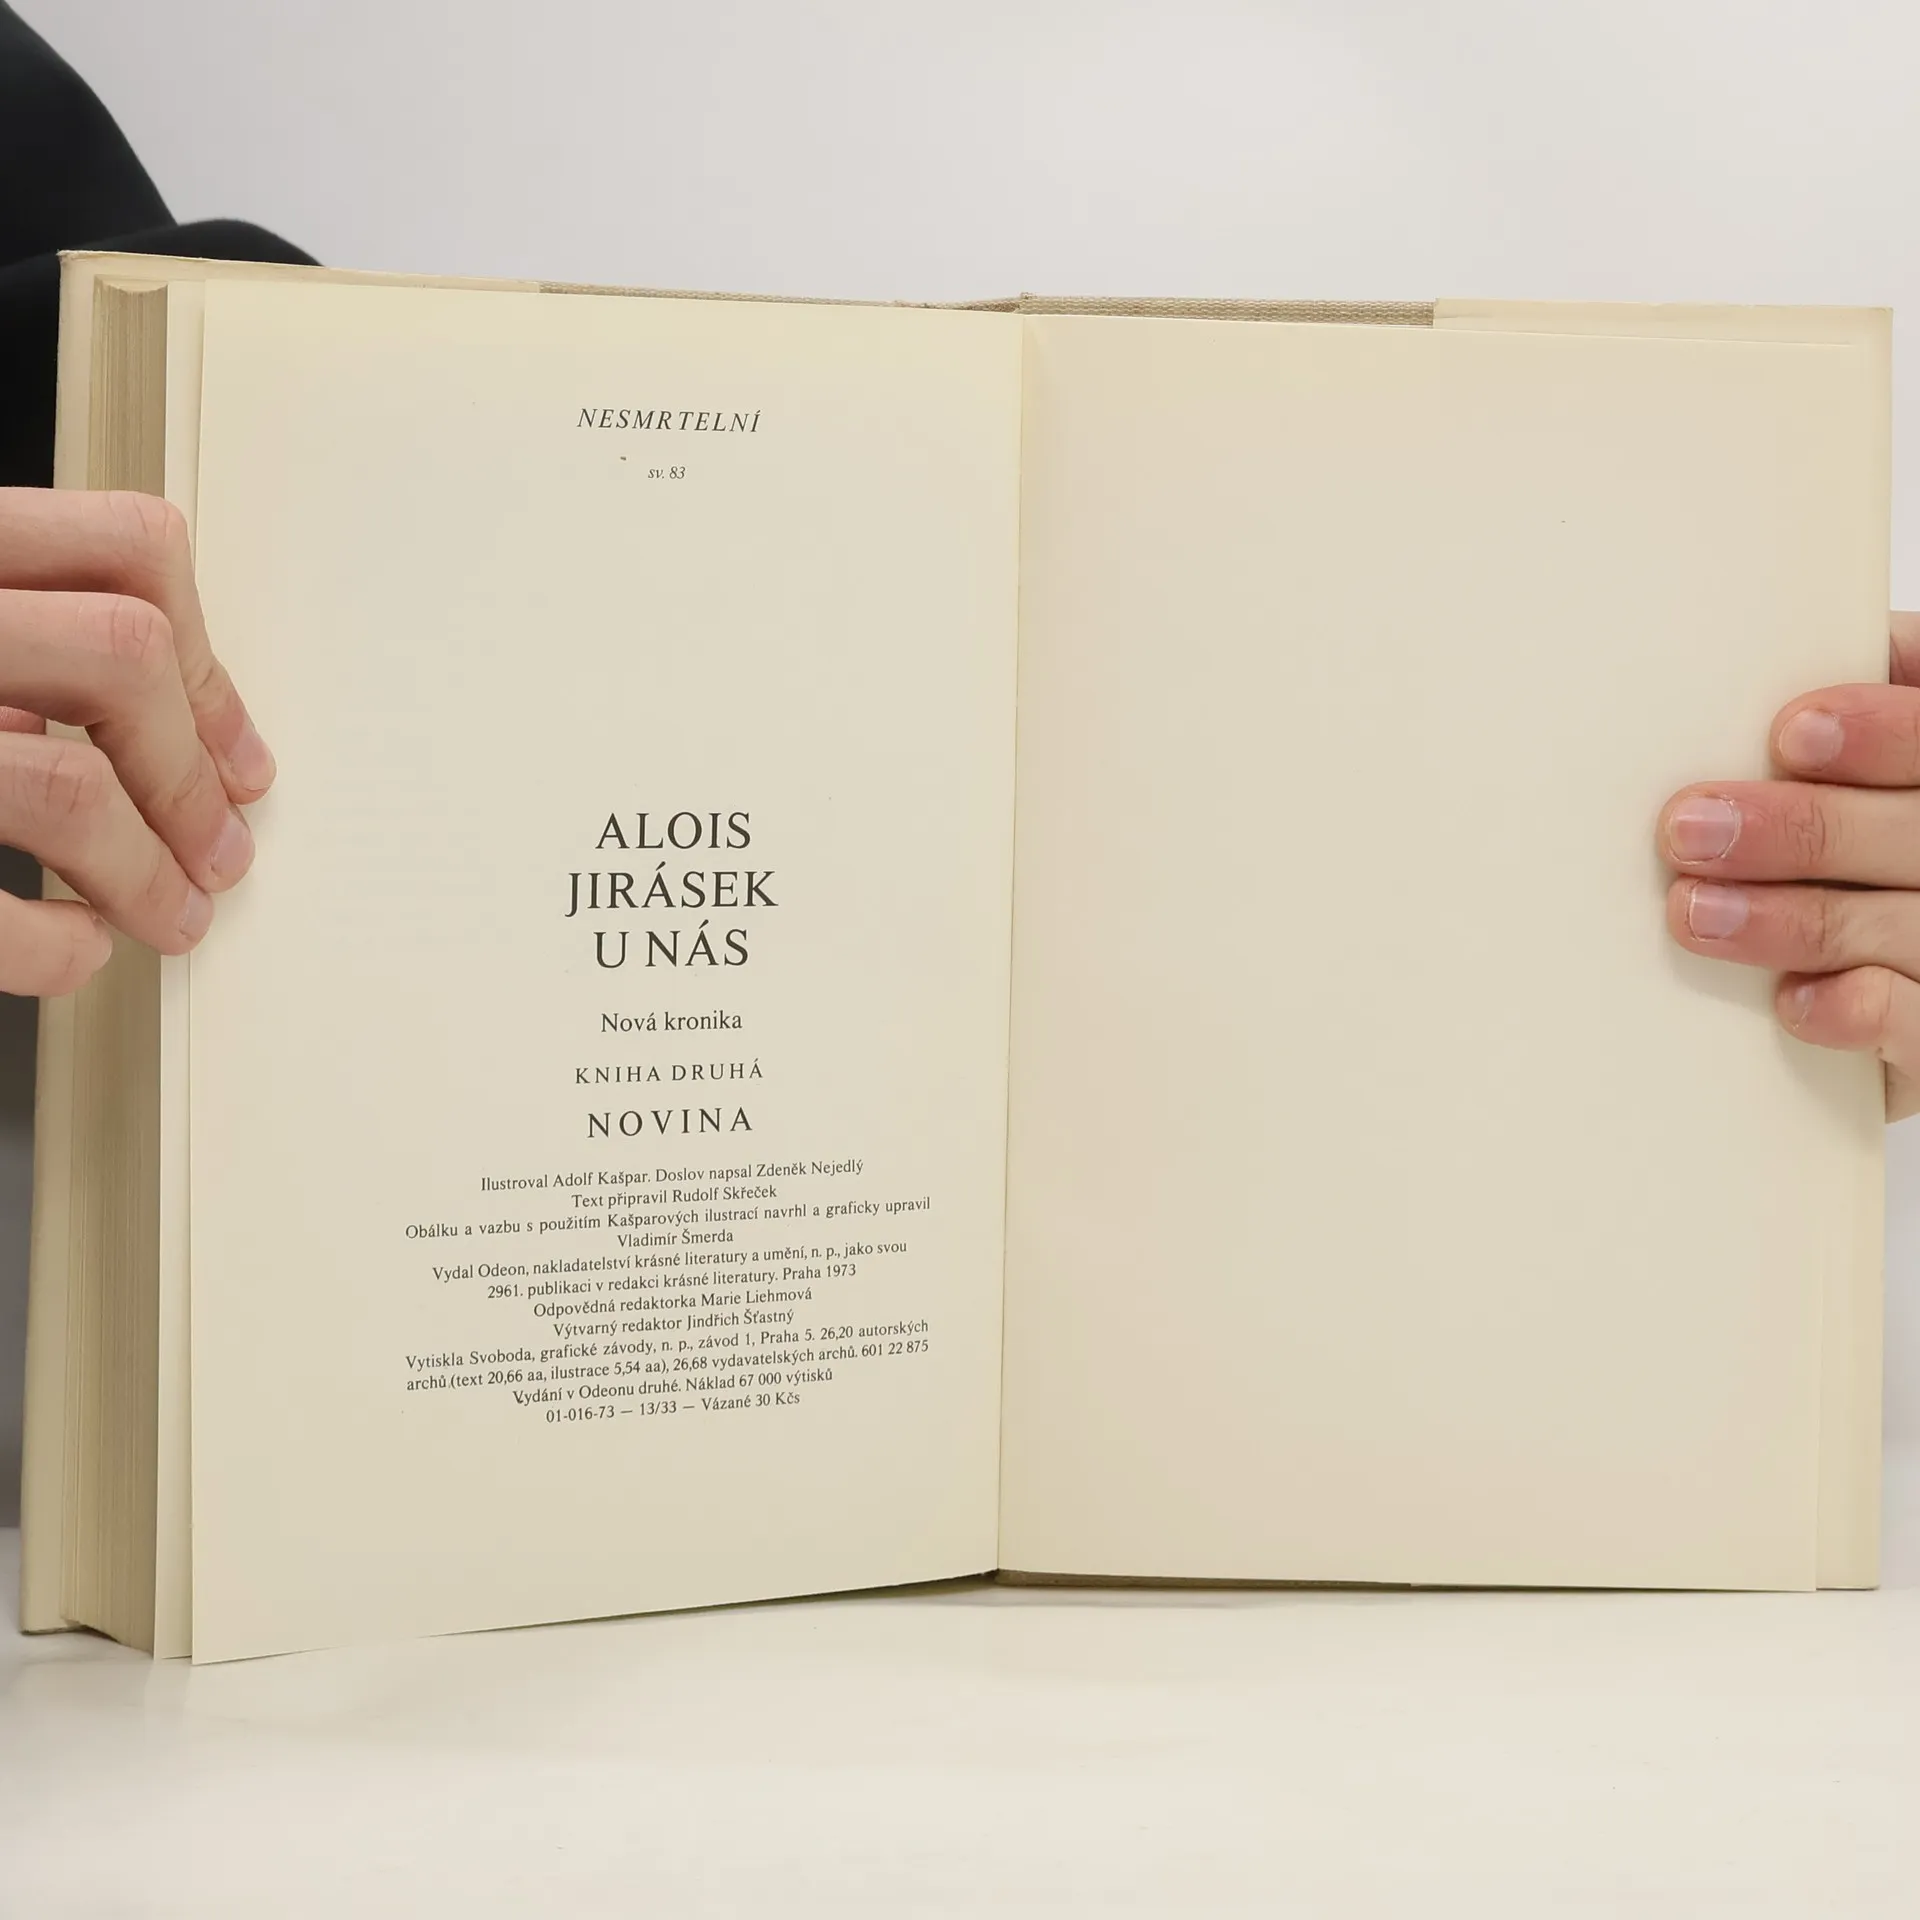 NESMRTELNÍ
sv. 83
ALOIS
JIRÁSEK
U NÁS
Nová kronika
KNIHA DRUHÁ
NOVINA
Ilustroval Adolf Kašpar. Doslov napsal Zdeněk Nejedlý
Text připravil Rudolf Skřeček
Obálku a vazbu s použitím Kašparových ilustrací navrhl a graficky upravil
Vladimír Šmerda
Vydal Odeon, nakladatelství krásné literatury a umění, n. p., jako svou
2961. publikaci v redakci krásné literatury. Praha 1973
Odpovědná redaktorka Marie Liehmová
Výtvarný redaktor Jindřich Šťastný
Vytiskla Svoboda, grafické závody, n. p., závod 1, Praha 5. 26,20 autorských
archů (text 20,66 aa, ilustrace 5,54 aa), 26,68 vydavatelských archů. 601 22 875
Vydání v Odeonu druhé. Náklad 67 000 výtisků
01-016-73 — 13/33 — Vázané 30 Kčs